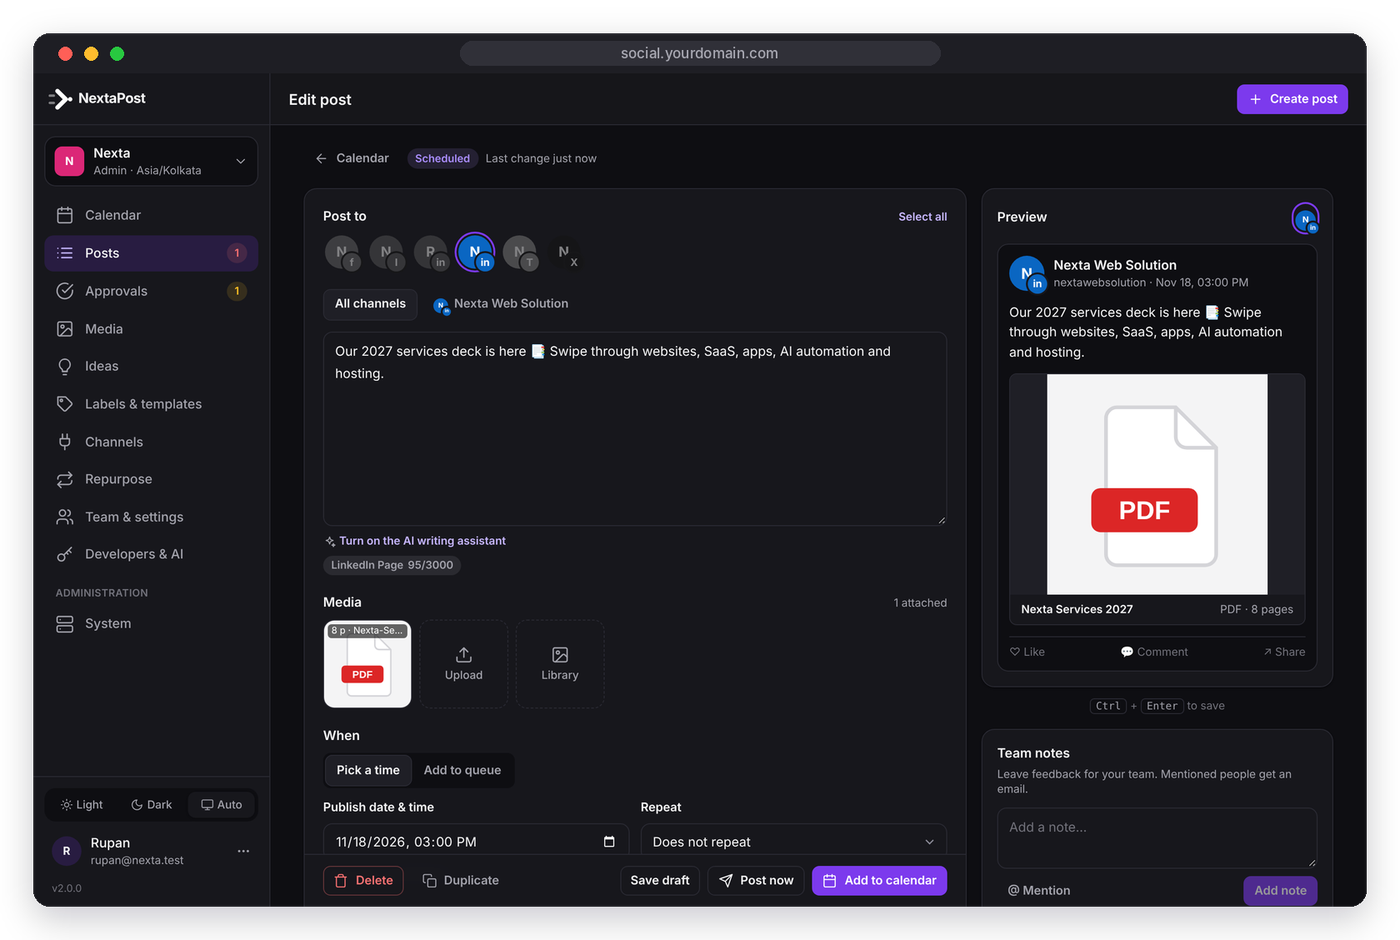 social.yourdomain.com
NextaPost
Edit post
Create post
N
Nexta
Admin · Asia/Kolkata
Calendar
Posts
1
Approvals
1
Media
Ideas
Labels & templates
Channels
Repurpose
Team & settings
Developers & AI
ADMINISTRATION
System
Light
Dark
Auto
R
Rupan
rupan@nexta.test
v2.0.0
Calendar
Scheduled
Last change just now
Post to
Select all
N f
N I
R in
N in
N T
N X
All channels
N in
Nexta Web Solution
Our 2027 services deck is here 📑 Swipe through websites, SaaS, apps, AI automation and
hosting.
Turn on the AI writing assistant
LinkedIn Page 95/3000
Media
1 attached
8 p · Nexta-Se...
PDF
Upload
Library
When
Pick a time
Add to queue
Publish date & time
Repeat
11/18/2026, 03:00 PM
Does not repeat
Delete
Duplicate
Save draft
Post now
Add to calendar
Preview
N in
N in
Nexta Web Solution
nextawebsolution · Nov 18, 03:00 PM
Our 2027 services deck is here 📑 Swipe
through websites, SaaS, apps, AI automation
and hosting.
PDF
Nexta Services 2027
PDF · 8 pages
Like
Comment
Share
Ctrl + Enter to save
Team notes
Leave feedback for your team. Mentioned people get an
email.
Add a note...
@ Mention
Add note